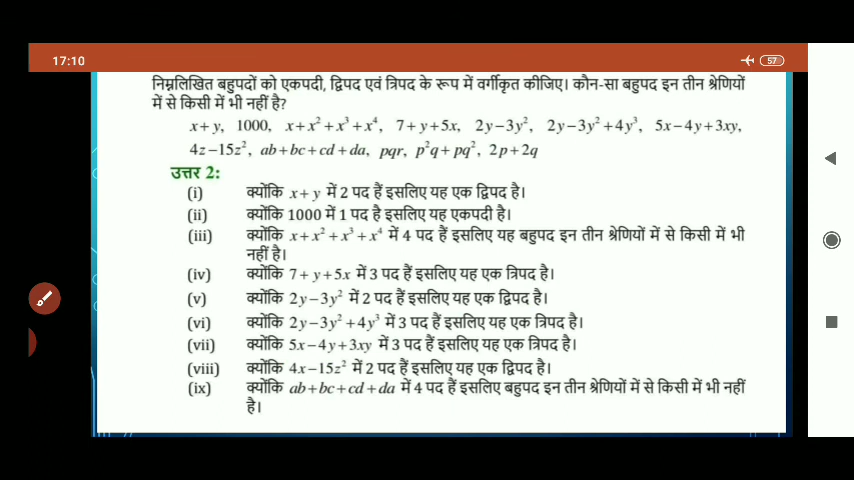 17:10
57
निम्नलिखित बहुपदों को एकपदी, द्विपद एवं त्रिपद के रूप में वर्गीकृत कीजिए। कौन-सा बहुपद इन तीन श्रेणियों
में से किसी में भी नहीं है?
x+y, 1000, x+x²+x³+x⁴, 7+y+5x, 2y−3y², 2y−3y²+4y³, 5x−4y+3xy,
4z−15z², ab+bc+cd+da, pqr, p²q+pq², 2p+2q
उत्तर 2:
(i) क्योंकि x+y में 2 पद हैं इसलिए यह एक द्विपद है।
(ii) क्योंकि 1000 में 1 पद है इसलिए यह एकपदी है।
(iii) क्योंकि x+x²+x³+x⁴ में 4 पद हैं इसलिए यह बहुपद इन तीन श्रेणियों में से किसी में भी
नहीं है।
(iv) क्योंकि 7+y+5x में 3 पद हैं इसलिए यह एक त्रिपद है।
(v) क्योंकि 2y−3y² में 2 पद हैं इसलिए यह एक द्विपद है।
(vi) क्योंकि 2y−3y²+4y³ में 3 पद हैं इसलिए यह एक त्रिपद है।
(vii) क्योंकि 5x−4y+3xy में 3 पद हैं इसलिए यह एक त्रिपद है।
(viii) क्योंकि 4x−15z² में 2 पद हैं इसलिए यह एक द्विपद है।
(ix) क्योंकि ab+bc+cd+da में 4 पद हैं इसलिए बहुपद इन तीन श्रेणियों में से किसी में भी नहीं
है।